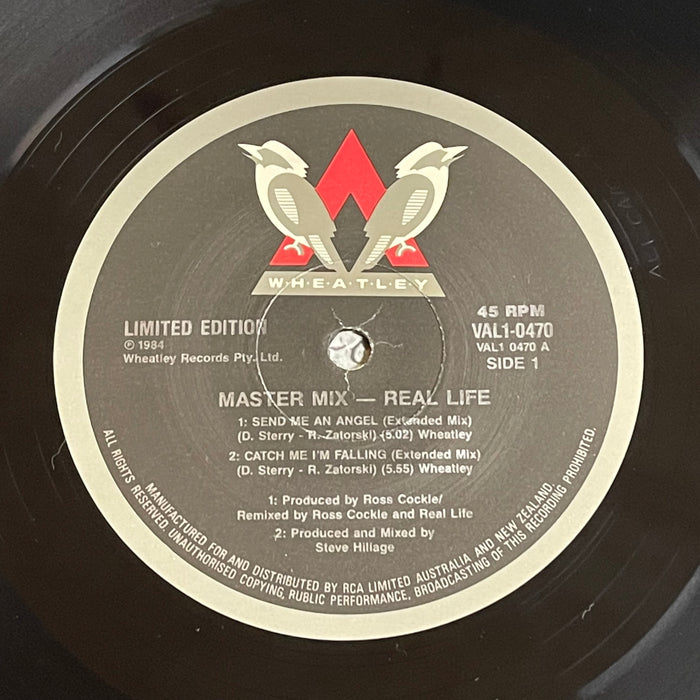 W·H·E·A·T·L·E·Y
LIMITED EDITION
℗ 1984
Wheatley Records Pty. Ltd.
45 RPM
VAL1-0470
VAL1 0470 A
SIDE 1
MASTER MIX — REAL LIFE
1: SEND ME AN ANGEL (Extended Mix)
(D. Sterry - R. Zatorski) (5.02) Wheatley
2: CATCH ME I'M FALLING (Extended Mix)
(D. Sterry - R. Zatorski) (5.55) Wheatley
1: Produced by Ross Cockle/
Remixed by Ross Cockle and Real Life
2: Produced and Mixed by
Steve Hillage
MANUFACTURED FOR AND DISTRIBUTED BY RCA LIMITED AUSTRALIA AND NEW ZEALAND.
ALL RIGHTS RESERVED. UNAUTHORISED COPYING, PUBLIC PERFORMANCE, BROADCASTING OF THIS RECORDING PROHIBITED.